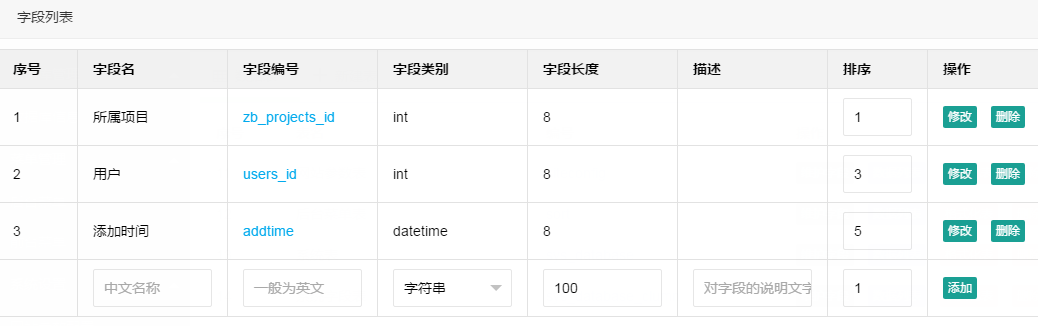 字段列表
序号 字段名 字段编号 字段类别 字段长度 描述 排序 操作
1 所属项目 zb_projects_id int 8 1 修改 删除
2 用户 users_id int 8 3 修改 删除
3 添加时间 addtime datetime 8 5 修改 删除
中文名称 一般为英文 字符串 100 对字段的说明文字 1 添加